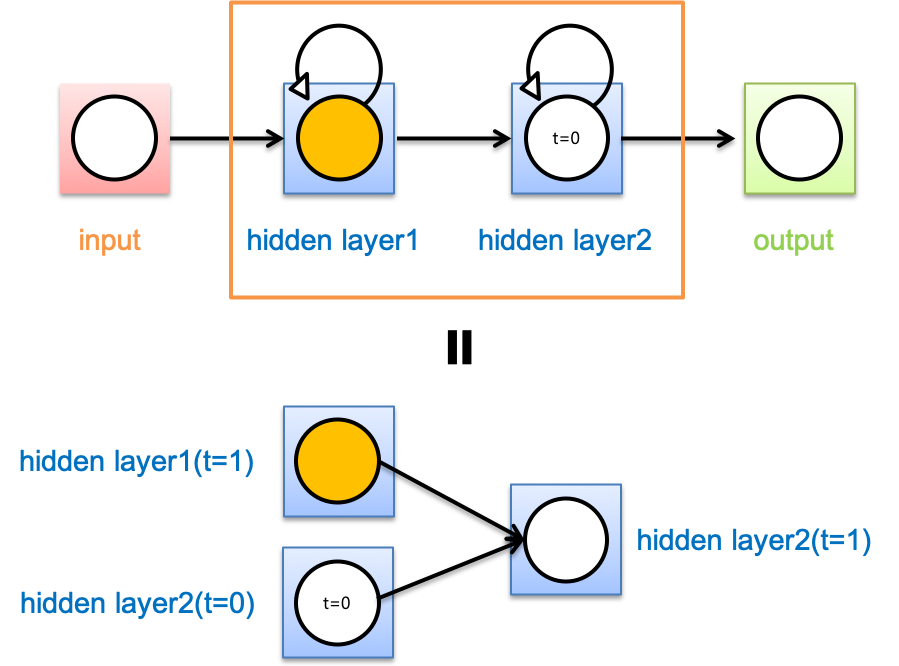 t=0
input
hidden layer1
hidden layer2
output
hidden layer1(t=1)
hidden layer2(t=1)
hidden layer2(t=0)
t=0